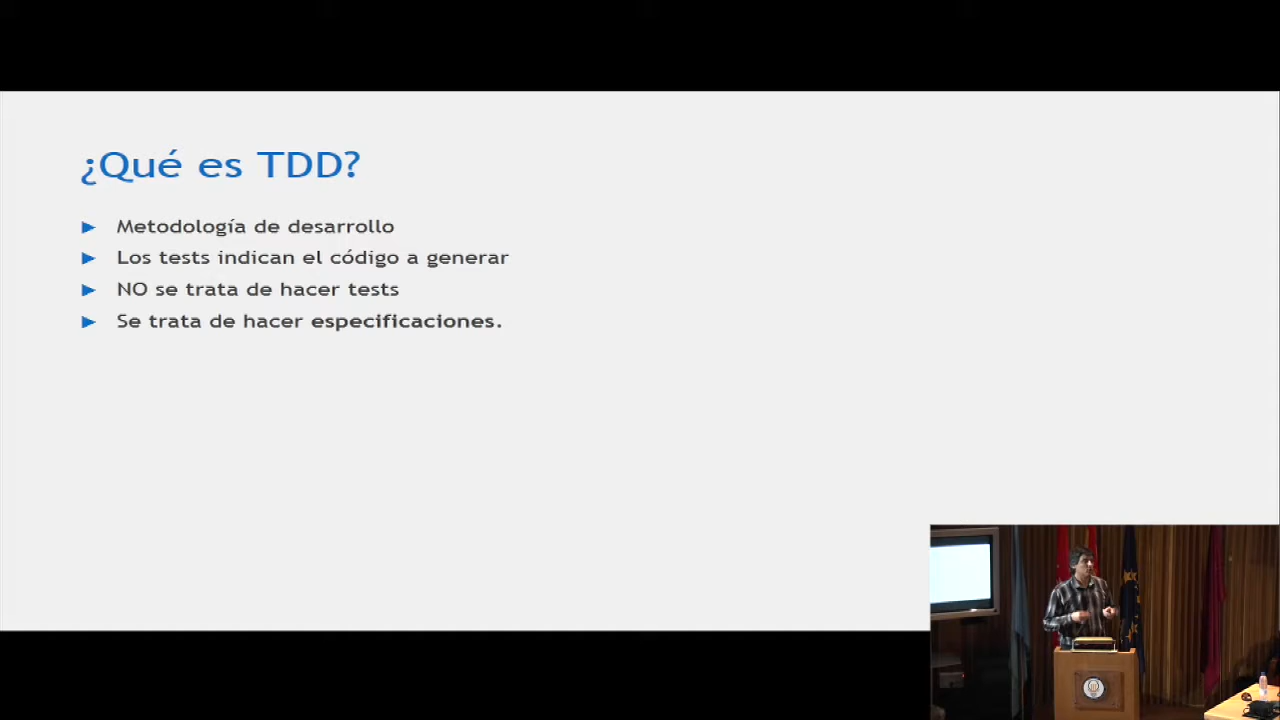 ¿Qué es TDD?
Metodología de desarrollo
Los tests indican el código a generar
NO se trata de hacer tests
Se trata de hacer especificaciones.